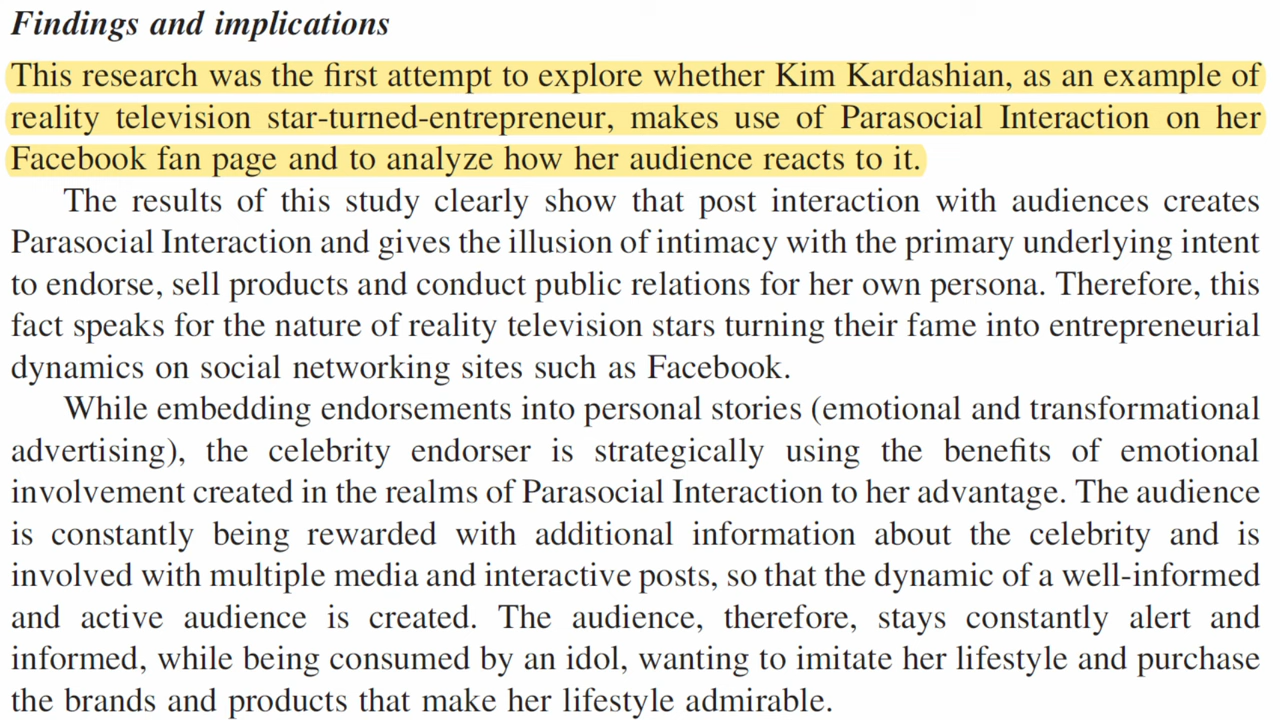 Findings and implications
This research was the first attempt to explore whether Kim Kardashian, as an example of
reality television star-turned-entrepreneur, makes use of Parasocial Interaction on her
Facebook fan page and to analyze how her audience reacts to it.
The results of this study clearly show that post interaction with audiences creates
Parasocial Interaction and gives the illusion of intimacy with the primary underlying intent
to endorse, sell products and conduct public relations for her own persona. Therefore, this
fact speaks for the nature of reality television stars turning their fame into entrepreneurial
dynamics on social networking sites such as Facebook.
While embedding endorsements into personal stories (emotional and transformational
advertising), the celebrity endorser is strategically using the benefits of emotional
involvement created in the realms of Parasocial Interaction to her advantage. The audience
is constantly being rewarded with additional information about the celebrity and is
involved with multiple media and interactive posts, so that the dynamic of a well-informed
and active audience is created. The audience, therefore, stays constantly alert and
informed, while being consumed by an idol, wanting to imitate her lifestyle and purchase
the brands and products that make her lifestyle admirable.